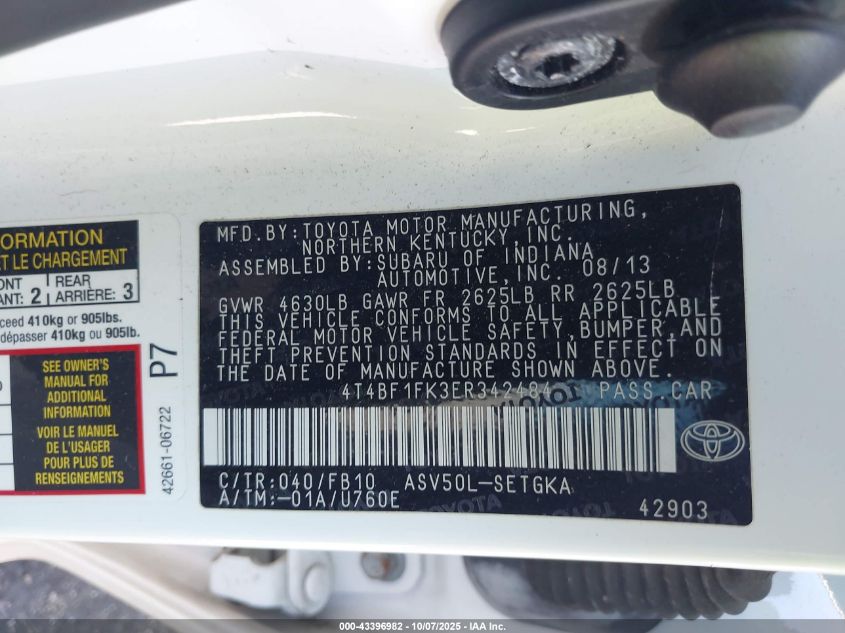 ORMATION
ET LE CHARGEMENT
ONT
ANT: 2
REAR
ARRIÈRE: 3
ceed 410kg or 905lbs.
dépasser 410kg ou 905lb.
SEE OWNER'S
MANUAL FOR
ADDITIONAL
INFORMATION
VOIR LE MANUEL
DE L'USAGER
POUR PLUS DE
RENSEIGNEMENTS
P7
42661-06722
MFD.BY:TOYOTA MOTOR MANUFACTURING,
NORTHERN KENTUCKY,INC.
ASSEMBLED BY:SUBARU OF INDIANA
AUTOMOTIVE,INC. 08/13
GVWR 4630LB GAWR FR 2625LB RR 2625LB
THIS VEHICLE CONFORMS TO ALL APPLICABLE
FEDERAL MOTOR VEHICLE SAFETY,BUMPER,AND
THEFT PREVENTION STANDARDS IN EFFECT ON
THE DATE OF MANUFACTURE SHOWN ABOVE.
4T4BF1FK3ER342484 PASS.CAR
C/TR:040/FB10 ASV50L-SETGKA
A/TM:-01A/U760E
42903
000-43396982 - 10/07/2025 - IAA Inc.